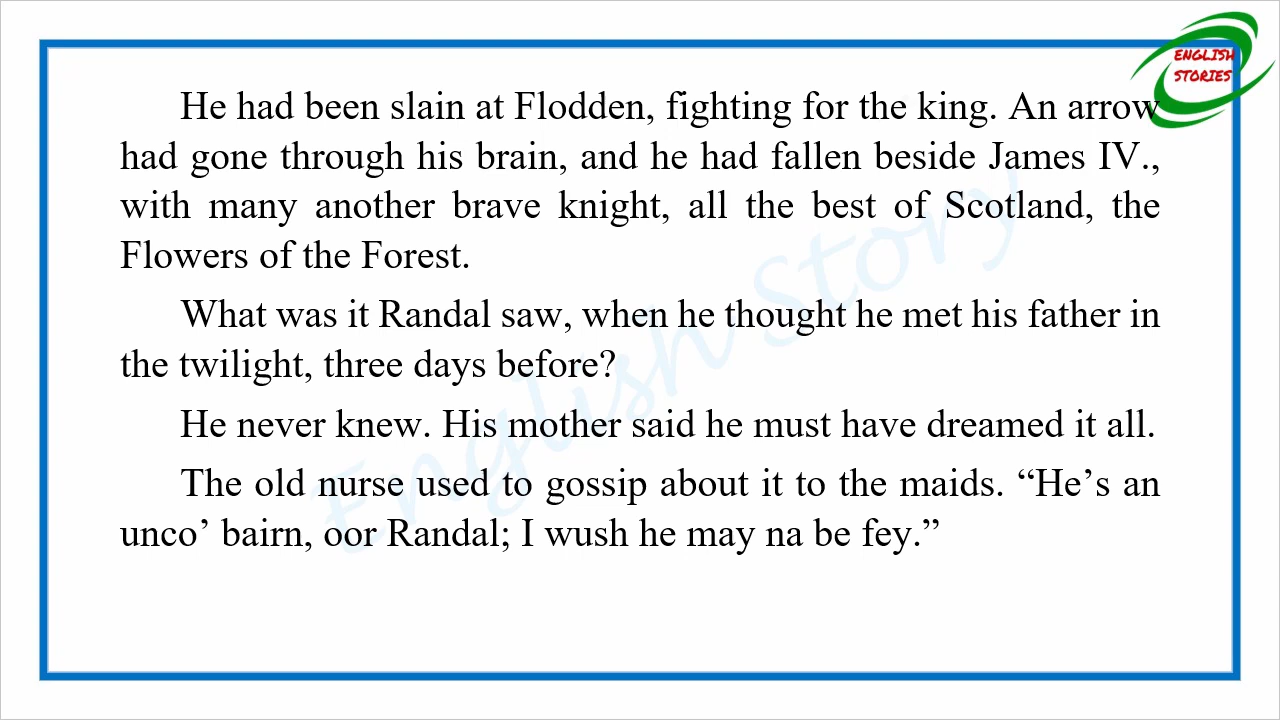 ENGLISH
STORIES
He had been slain at Flodden, fighting for the king. An arrow
had gone through his brain, and he had fallen beside James IV.,
with many another brave knight, all the best of Scotland, the
Flowers of the Forest.
What was it Randal saw, when he thought he met his father in
the twilight, three days before?
He never knew. His mother said he must have dreamed it all.
The old nurse used to gossip about it to the maids. “He’s an
unco’ bairn, oor Randal; I wush he may na be fey.”
English Story